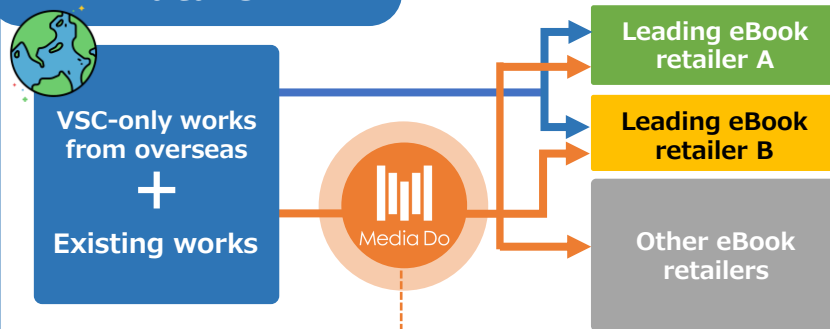 VSC-only works
from overseas
+
Existing works
Media Do
Leading eBook
retailer A
Leading eBook
retailer B
Other eBook
retailers